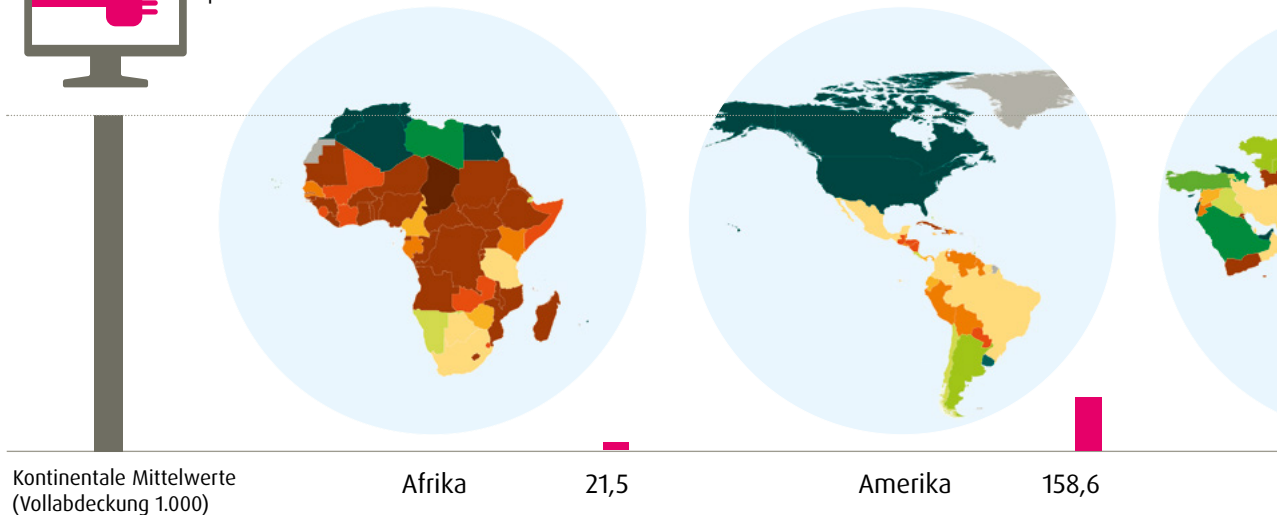 Kontinentale Mittelwerte
(Vollabdeckung 1.000)
Afrika 21,5
Amerika 158,6